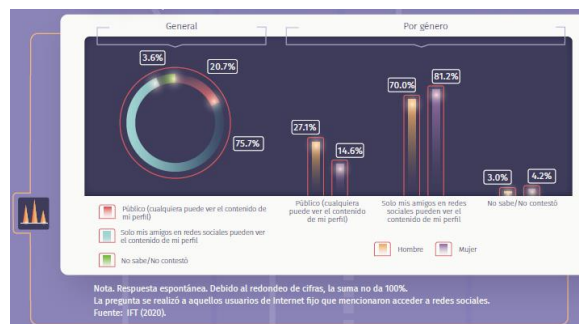 General
Por género
3.6%
20.7%
75.7%
27.1%
14.6%
70.0%
81.2%
3.0%
4.2%
Público (cualquiera puede ver el contenido de
mi perfil)
Solo mis amigos en redes sociales pueden ver
el contenido de mi perfil
No sabe/No contestó
Público (cualquiera
puede ver el contenido
de mi perfil)
Solo mis amigos en redes
sociales pueden ver el
contenido de mi perfil
No sabe/No contestó
Hombre
Mujer
Nota. Respuesta espontánea. Debido al redondeo de cifras, la suma no da 100%.
La pregunta se realizó a aquellos usuarios de Internet fijo que mencionaron acceder a redes sociales.
Fuente: IFT (2020).